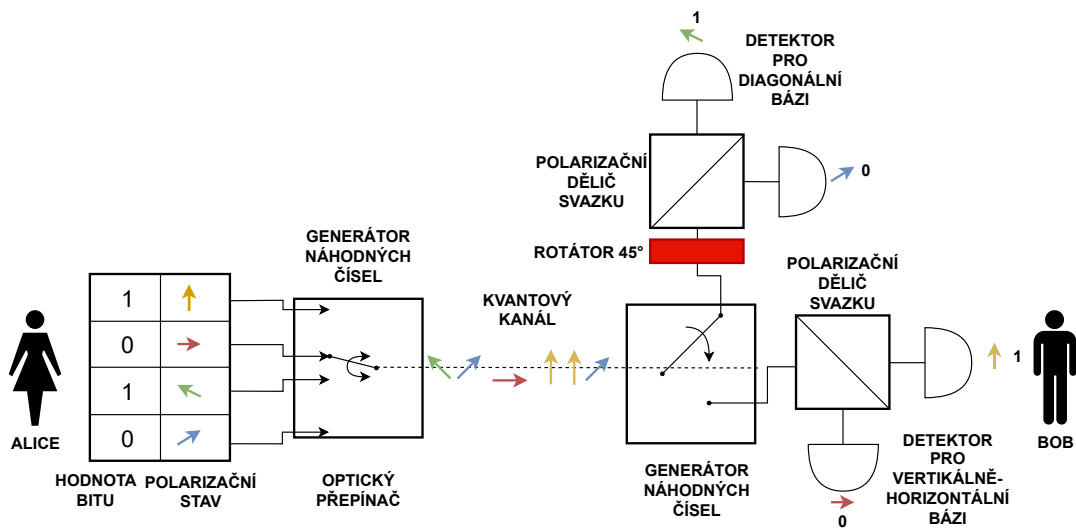 1
DETEKTOR
PRO
DIAGONÁLNÍ
BÁZI
POLARIZAČNÍ
DĚLIČ
SVAZKU
0
ROTÁTOR 45°
GENERÁTOR
NÁHODNÝCH
ČÍSEL
POLARIZAČNÍ
DĚLIČ
SVAZKU
KVANTOVÝ
KANÁL
1
0
1
0
1
ALICE
BOB
HODNOTA
BITU
POLARIZAČNÍ
STAV
OPTICKÝ
PŘEPÍNAČ
GENERÁTOR
NÁHODNÝCH
ČÍSEL
0
DETEKTOR
PRO
VERTIKÁLNĚ-
HORIZONTÁLNÍ
BÁZI